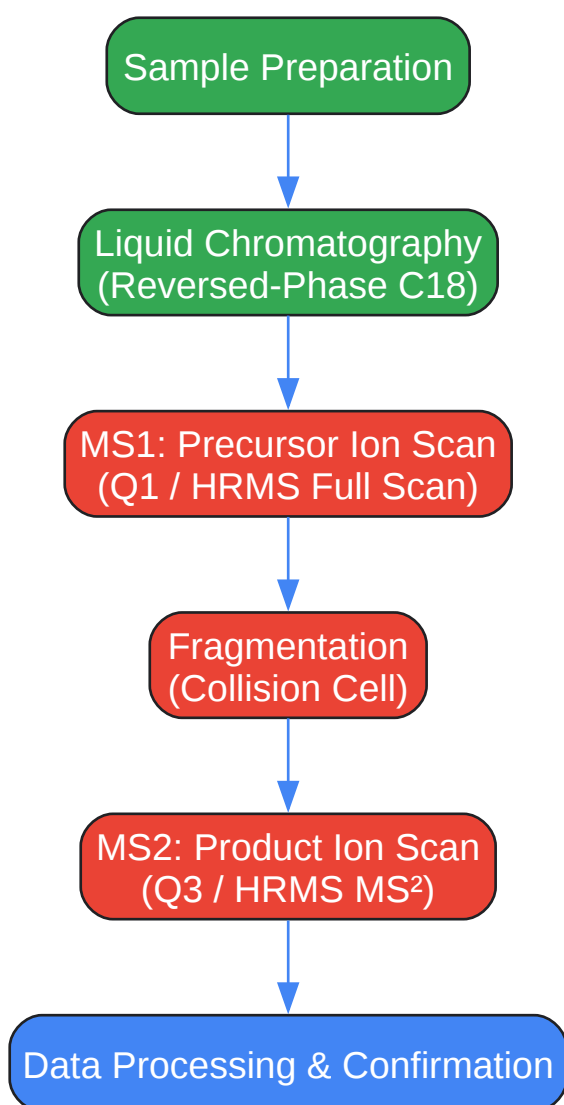 Sample Preparation
Liquid Chromatography
(Reversed-Phase C18)
MS1: Precursor Ion Scan
(Q1 / HRMS Full Scan)
Fragmentation
(Collision Cell)
MS2: Product Ion Scan
(Q3 / HRMS MS²)
Data Processing & Confirmation